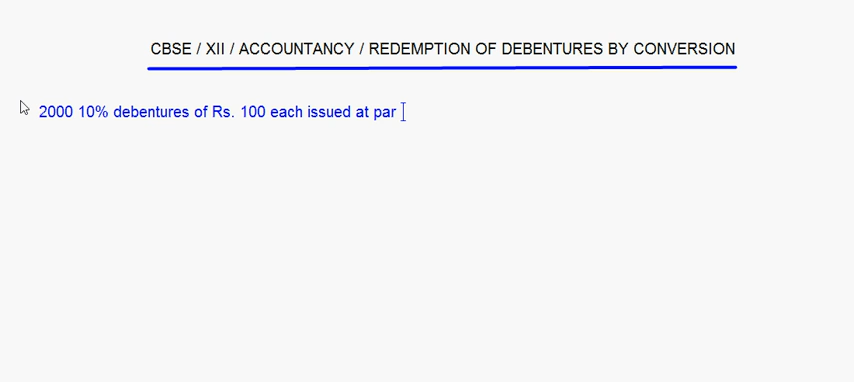 CBSE / XII / ACCOUNTANCY / REDEMPTION OF DEBENTURES BY CONVERSION
2000 10% debentures of Rs. 100 each issued at par